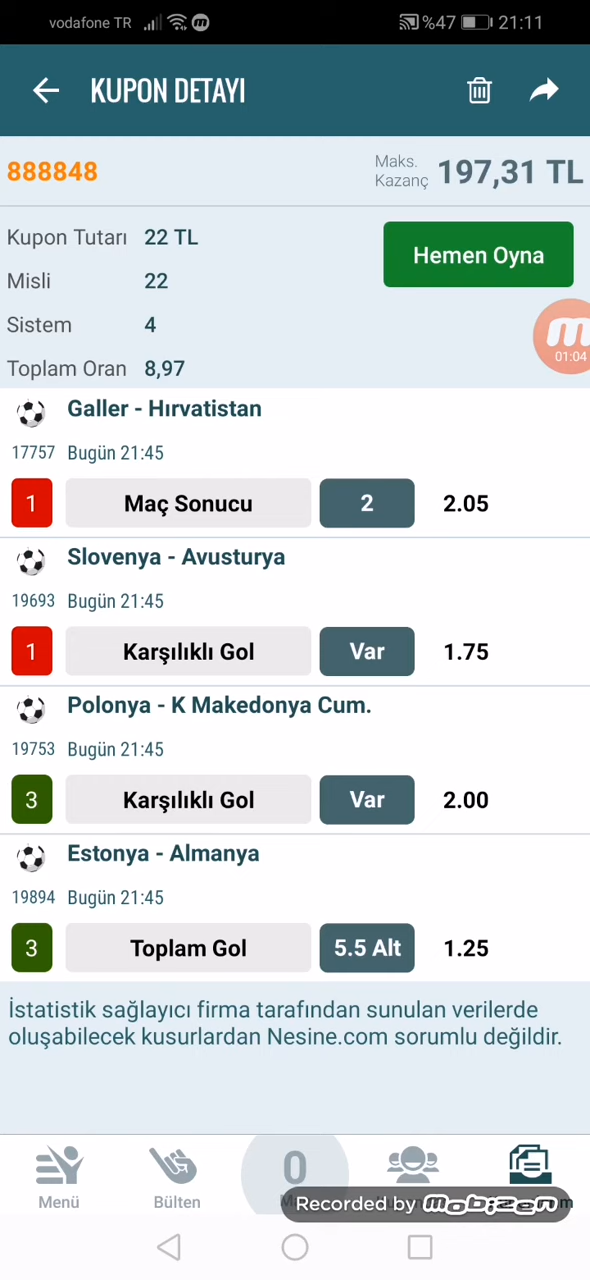 vodafone TR
%47
21:11
KUPON DETAYI
888848
Maks. Kazanç 197,31 TL
Kupon Tutarı 22 TL
Hemen Oyna
Misli 22
Sistem 4
01:04
Toplam Oran 8,97
Galler - Hırvatistan
17757 Bugün 21:45
1 Maç Sonucu 2 2.05
Slovenya - Avusturya
19693 Bugün 21:45
1 Karşılıklı Gol Var 1.75
Polonya - K Makedonya Cum.
19753 Bugün 21:45
3 Karşılıklı Gol Var 2.00
Estonya - Almanya
19894 Bugün 21:45
3 Toplam Gol 5.5 Alt 1.25
İstatistik sağlayıcı firma tarafından sunulan verilerde
oluşabilecek kusurlardan Nesine.com sorumlu değildir.
0
Menü Bülten
Recorded by mobizen